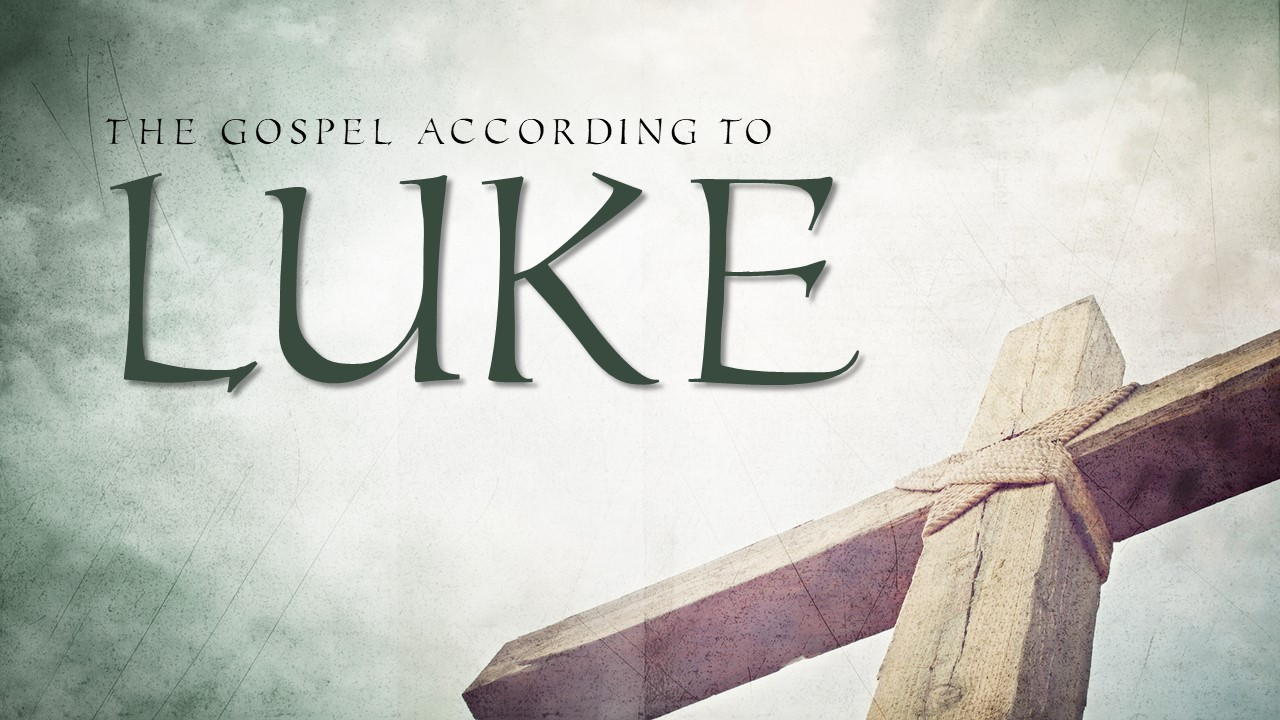 THE GOSPEL ACCORDING TO
LUKE